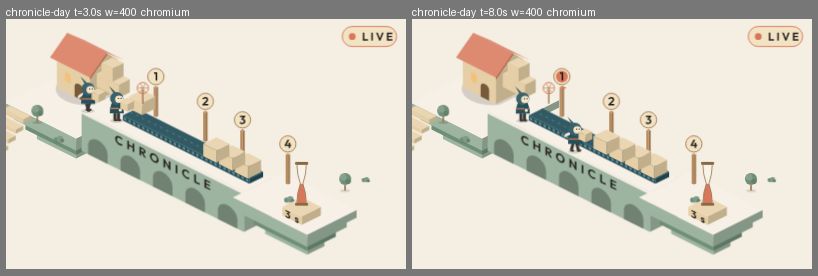 chronicle-day t=3.0s w=400 chromium
LIVE
1
2
3
4
CHRONICLE
3 s
chronicle-day t=8.0s w=400 chromium
LIVE
1
2
3
4
CHRONICLE
3 s